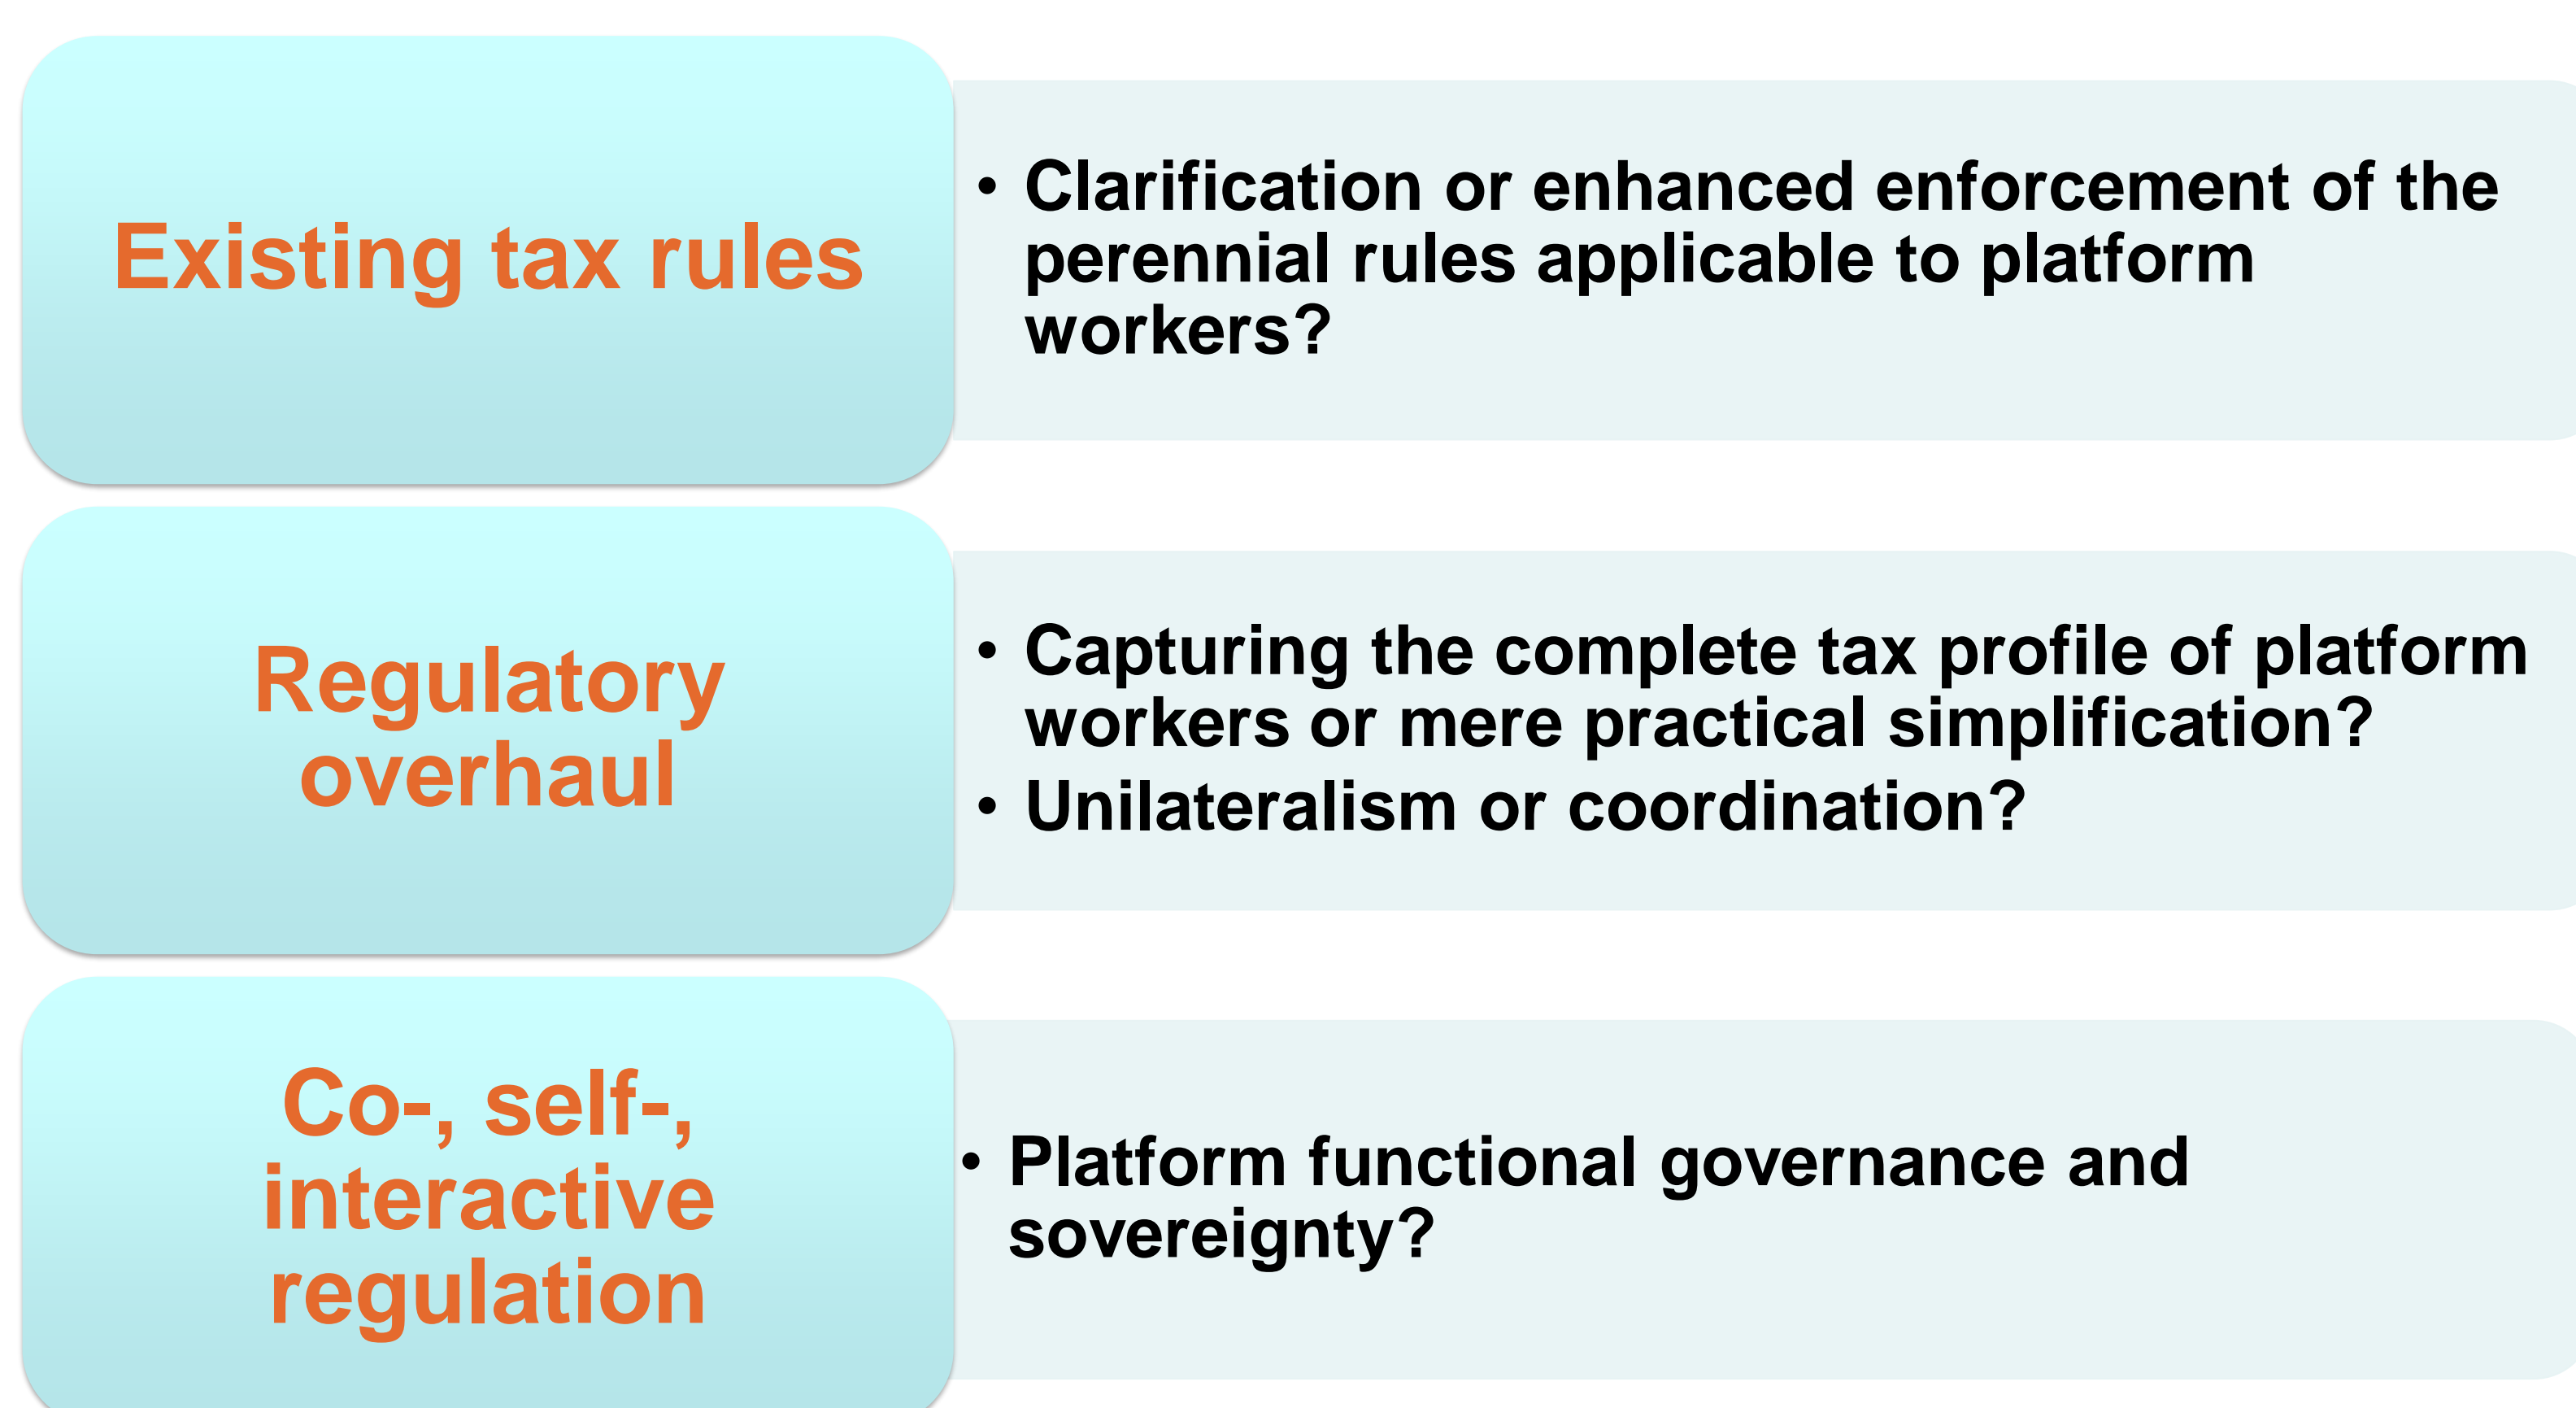 Existing tax rules
• Clarification or enhanced enforcement of the
perennial rules applicable to platform
workers?
Regulatory
overhaul
• Capturing the complete tax profile of platform
workers or mere practical simplification?
• Unilateralism or coordination?
Co-, self-,
interactive
regulation
• Platform functional governance and
sovereignty?